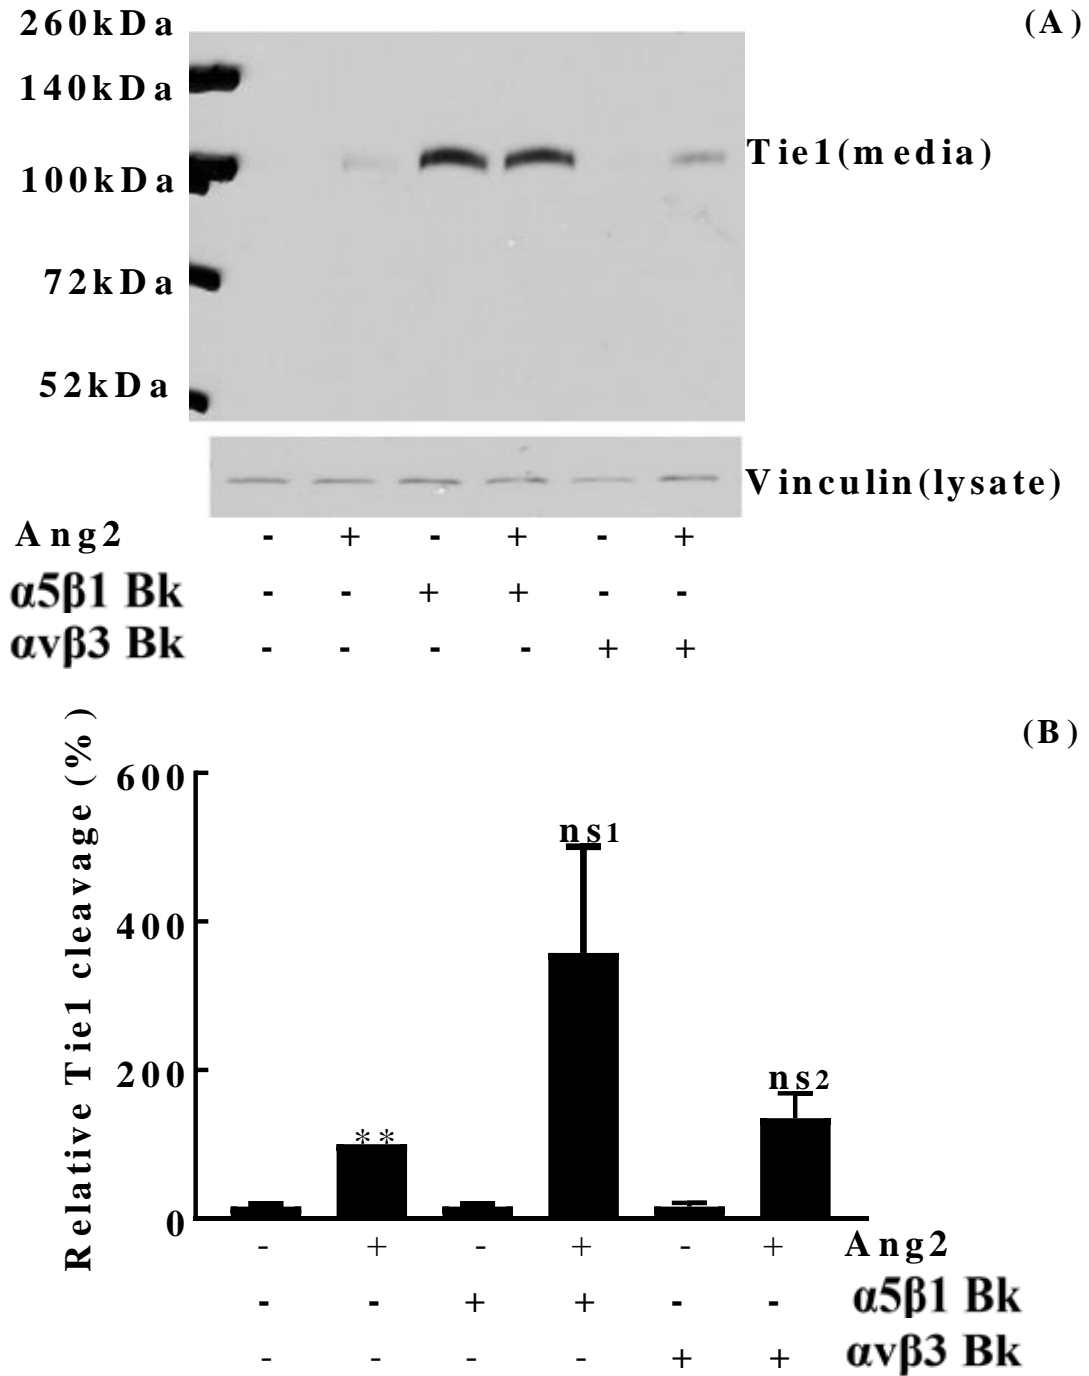 260kDa
(A)
140kDa
Tie1(media)
100kDa
72kDa
52kDa
Vinculin(lysate)
Ang2 - + - + - +
α5β1 Bk - - + + - -
αvβ3 Bk - - - - + +
(B)
Relative Tie1 cleavage (%)
600
ns1
400
200
ns2
**
0
- + - + - + Ang2
- - + + - - α5β1 Bk
- - - - + + αvβ3 Bk